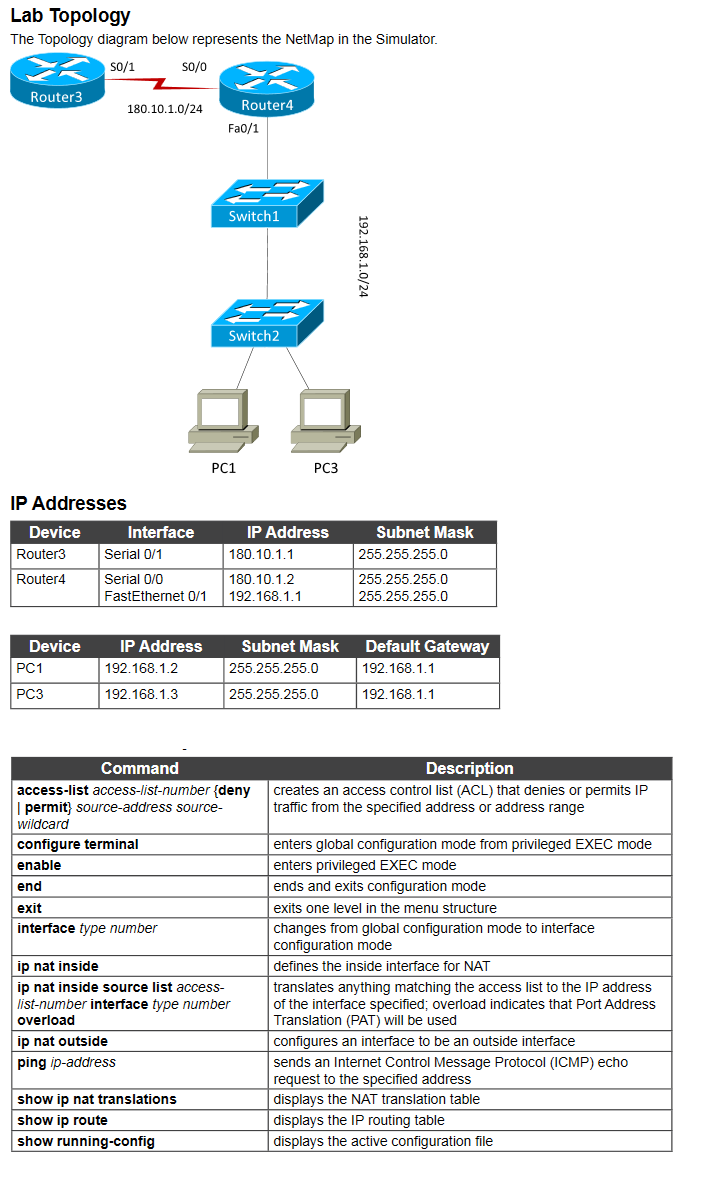 Lab Topology
The Topology diagram below represents the NetMap in the Simulator.
S0/1
S0/0
Router3
Router4
180.10.1.0/24
Fa0/1
Switch1
192.168.1.0/24
Switch2
PC1
PC3
IP Addresses
Device Interface IP Address Subnet Mask
Router3 Serial 0/1 180.10.1.1 255.255.255.0
Router4 Serial 0/0 180.10.1.2 255.255.255.0
FastEthernet 0/1 192.168.1.1 255.255.255.0
Device IP Address Subnet Mask Default Gateway
PC1 192.168.1.2 255.255.255.0 192.168.1.1
PC3 192.168.1.3 255.255.255.0 192.168.1.1
-
Command Description
access-list access-list-number {deny
| permit} source-address source-
wildcard
creates an access control list (ACL) that denies or permits IP
traffic from the specified address or address range
configure terminal enters global configuration mode from privileged EXEC mode
enable enters privileged EXEC mode
end ends and exits configuration mode
exit exits one level in the menu structure
interface type number
changes from global configuration mode to interface
configuration mode
ip nat inside defines the inside interface for NAT
ip nat inside source list access-
list-number interface type number
overload
translates anything matching the access list to the IP address
of the interface specified; overload indicates that Port Address
Translation (PAT) will be used
ip nat outside configures an interface to be an outside interface
ping ip-address
sends an Internet Control Message Protocol (ICMP) echo
request to the specified address
show ip nat translations displays the NAT translation table
show ip route displays the IP routing table
show running-config displays the active configuration file